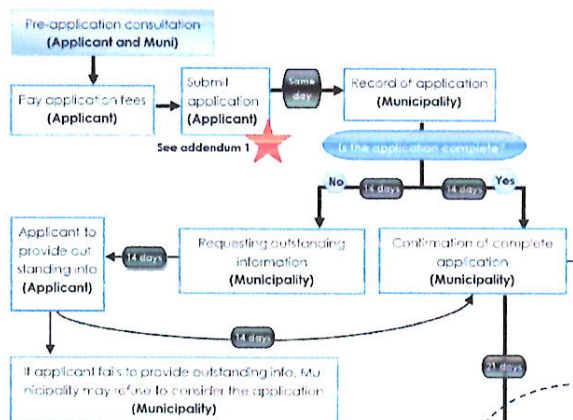 Pre-application consultation
(Applicant and Muni)
Pay application fees
(Applicant)
Submit
application
(Applicant)
See addendum 1
Same
day
Record of application
(Municipality)
Is the application complete?
No
14 days
14 days
Yes
Applicant to
provide out
standing info
(Applicant)
14 days
Requesting outstanding
information
(Municipality)
Confirmation of complete
application
(Municipality)
14 days
If applicant fails to provide outstanding info, Mu
nicipality may refuse to consider the application
(Municipality)
21 days